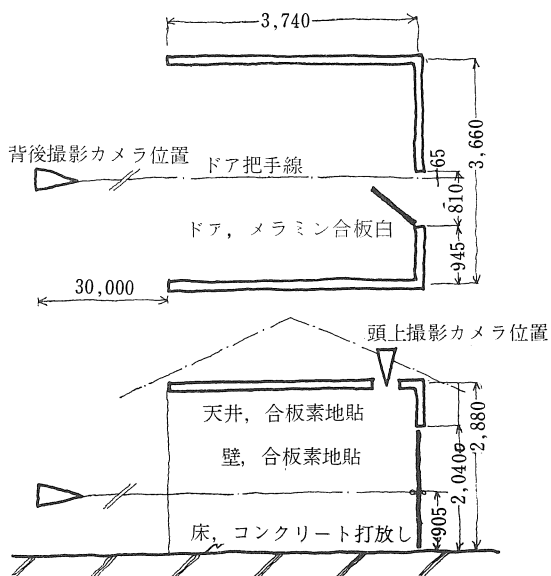 3,740
背後撮影カメラ位置
ドア把手線
65
3,660
810
ドア，メラミン合板白
945
30,000
頭上撮影カメラ位置
天井，合板素地貼
壁，合板素地貼
2,040
2,880
905
床，コンクリート打放し